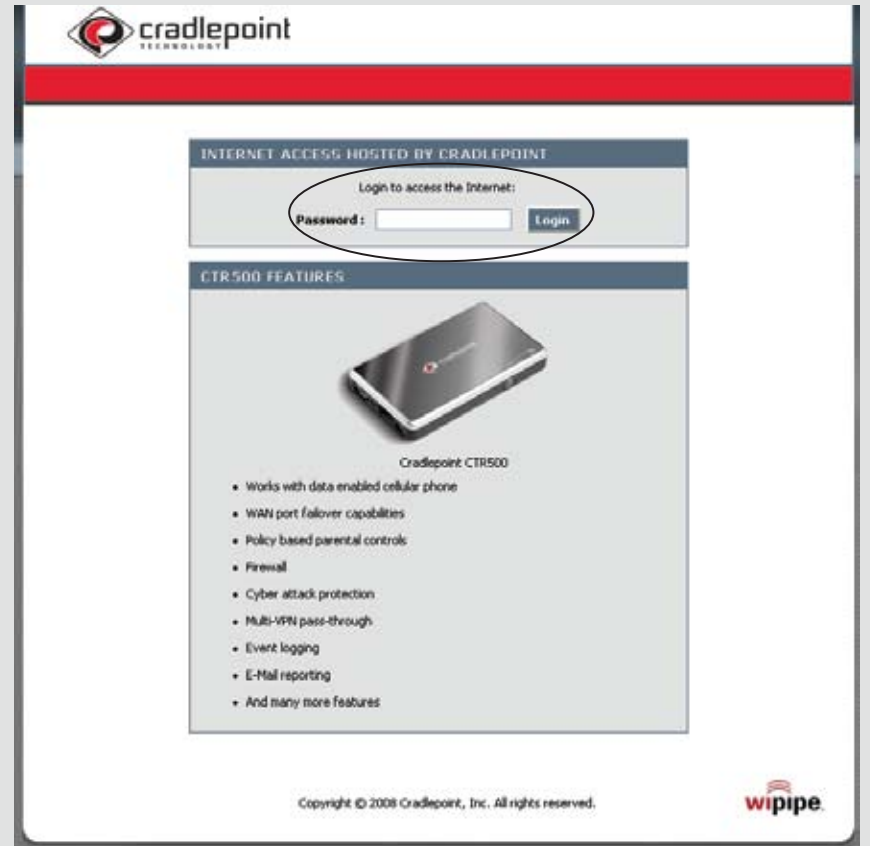 cradlepoint
TECHNOLOGY
INTERNET ACCESS HOSTED BY CRADLEPOINT
Login to access the Internet:
Password : Login
CTR500 FEATURES
cradlepoint
Cradlepoint CTR500
• Works with data enabled cellular phone
• WAN port failover capabilities
• Policy based parental controls
• Firewall
• Cyber attack protection
• Multi-VPN pass-through
• Event logging
• E-Mail reporting
• And many more features
Copyright © 2008 Cradlepoint, Inc. All rights reserved.
wipipe.